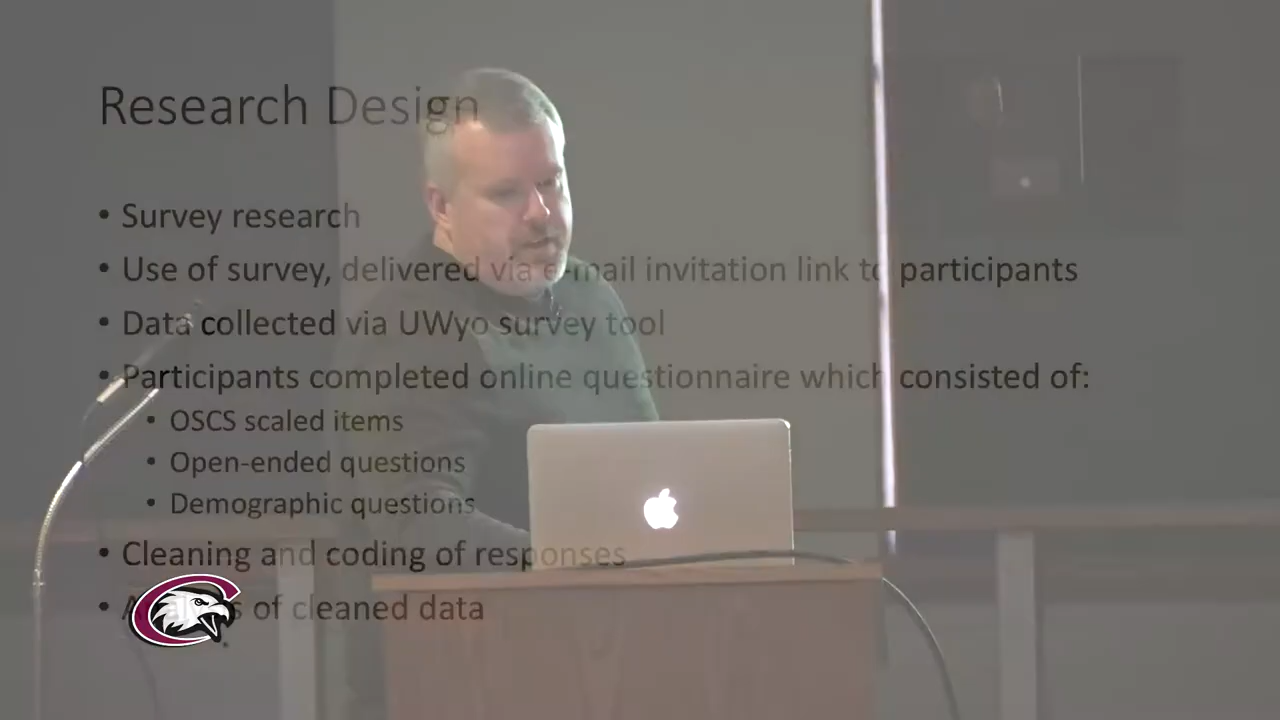 Research Design
• Survey research
• Use of survey, delivered via e-mail invitation link to participants
• Data collected via UWyo survey tool
• Participants completed online questionnaire which consisted of:
• OSCS scaled items
• Open-ended questions
• Demographic questions
• Cleaning and coding of responses
• Analysis of cleaned data